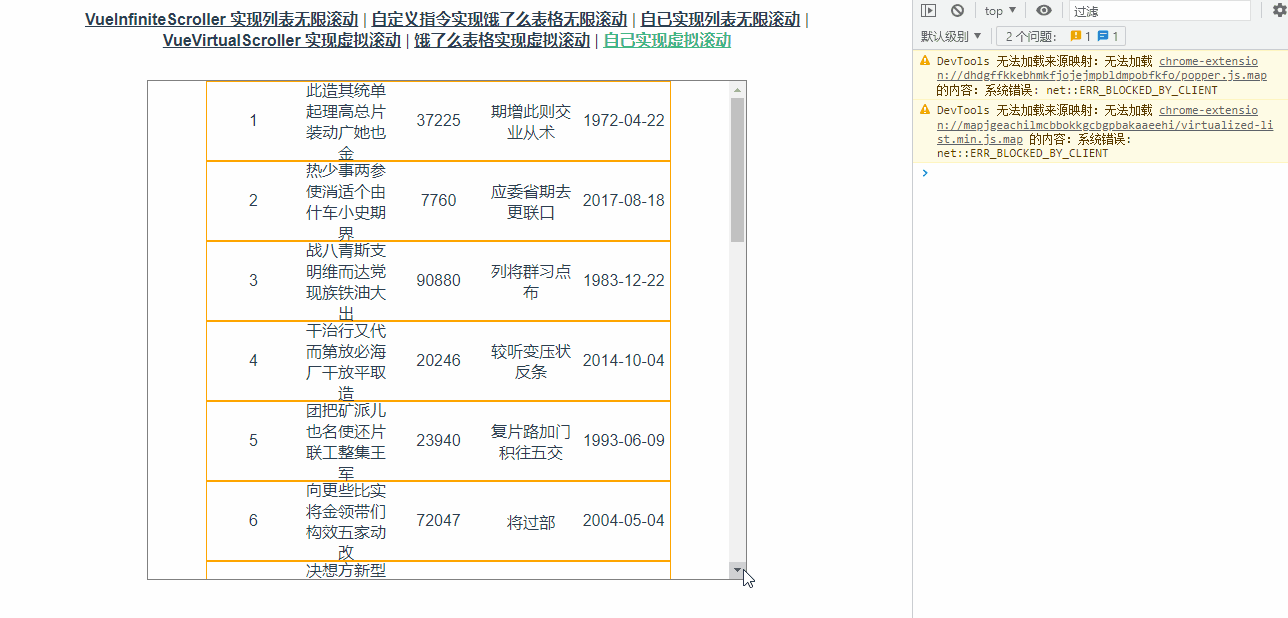 VueInfiniteScroller 实现列表无限滚动 | 自定义指令实现饿了么表格无限滚动 | 自己实现列表无限滚动 |
VueVirtualScroller 实现虚拟滚动 | 饿了么表格实现虚拟滚动 | 自己实现虚拟滚动
1 此造其统单起理高总片装动广她也金 37225 期增此则交业从术 1972-04-22
2 热少事两参使消适个由什车小史期界 7760 应委省期去更联口 2017-08-18
3 战八青斯支明维而达党现族铁油大出 90880 列将群习点布 1983-12-22
4 干治行又代而第放必海厂干放平取造 20246 较听变压状反条 2014-10-04
5 团把矿派儿也名使还片联工整集王军 23940 复片路加门积往五交 1993-06-09
6 向更些比实将金领带们构效五家动改 72047 将过部 2004-05-04
决想方新型
top
过滤
默认级别
2 个问题: 1 1
DevTools 无法加载来源映射: 无法加载 chrome-extensio
n://dhdgffkkebhmkfjojejmpbldmpobfkfo/popper.js.map
的内容: 系统错误: net::ERR_BLOCKED_BY_CLIENT
DevTools 无法加载来源映射: 无法加载 chrome-extensio
n://mapjgeachilmcbbokkgcbgpbakaaeehi/virtualized-li
st.min.js.map 的内容: 系统错误:
net::ERR_BLOCKED_BY_CLIENT